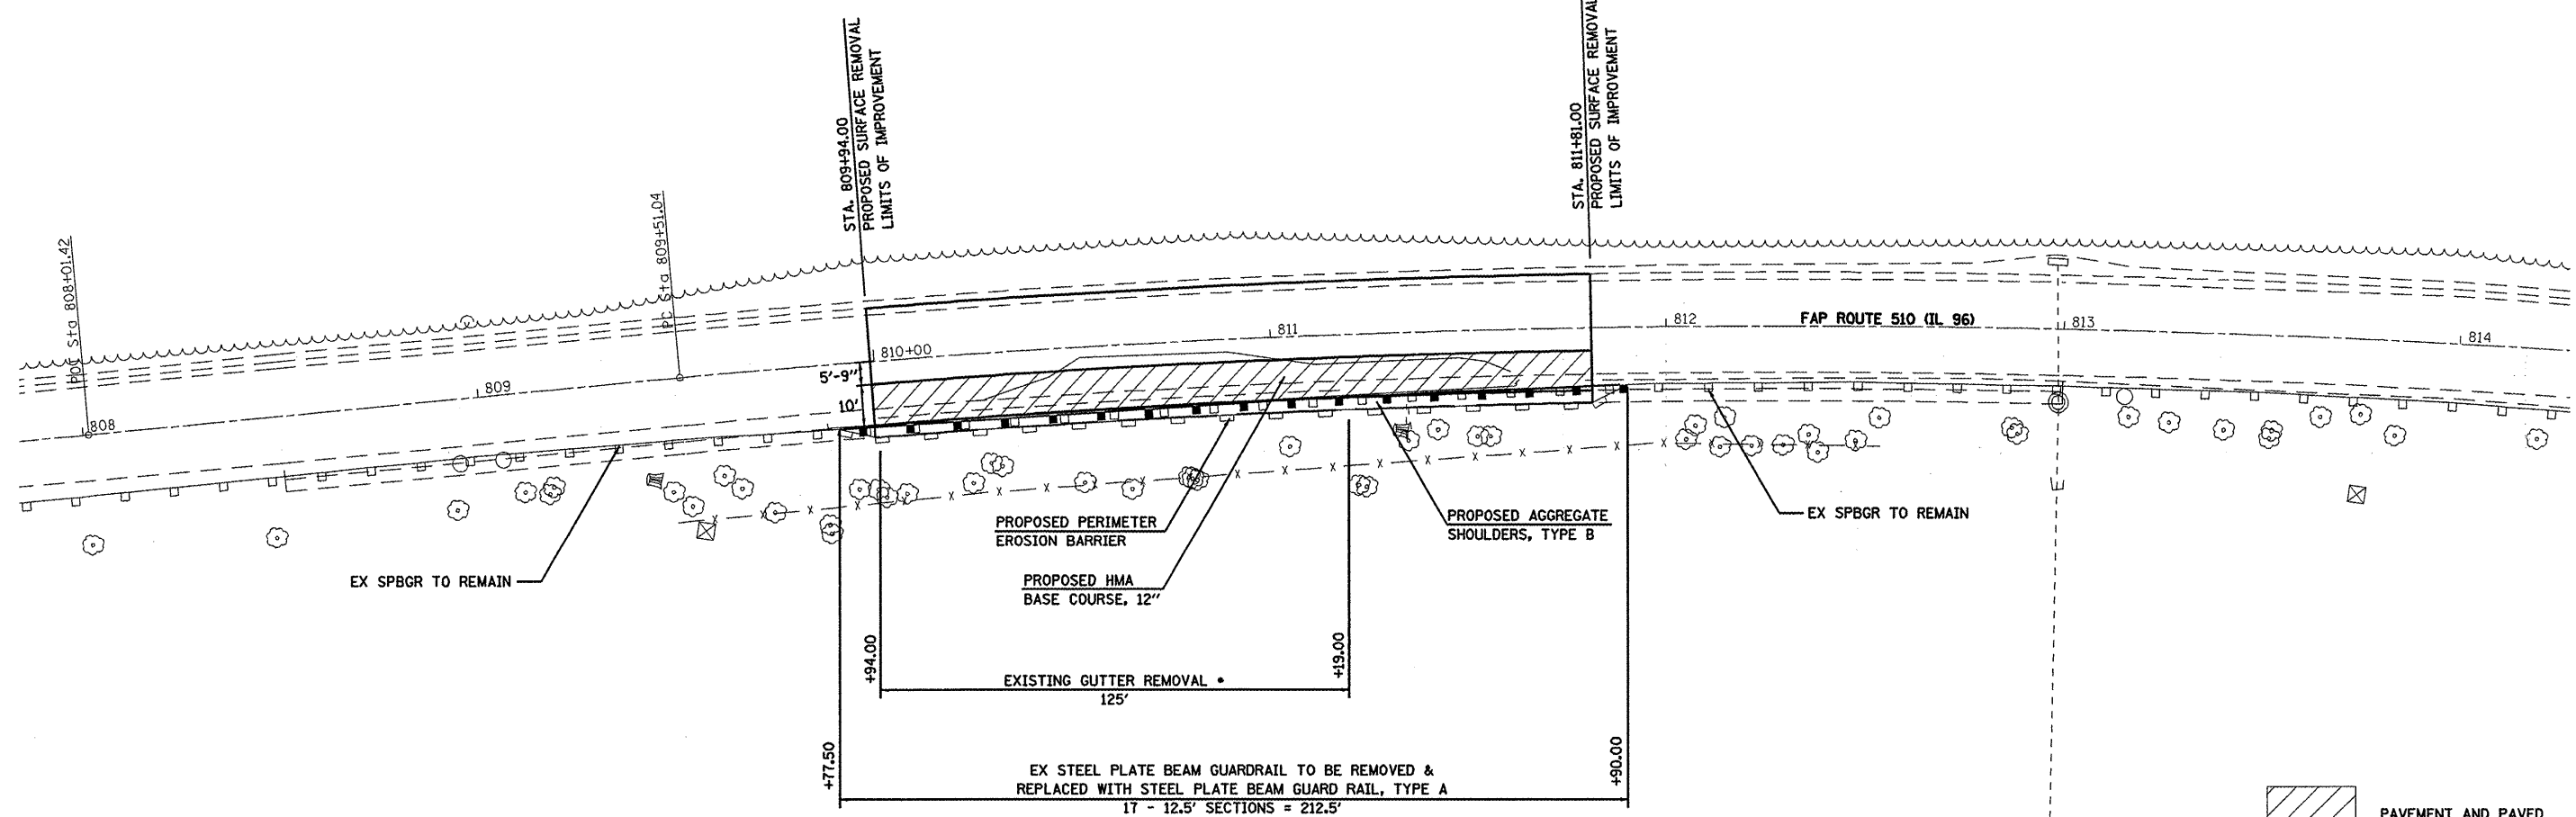 STA. 809+94.00
PROPOSED SURFACE REMOVAL
LIMITS OF IMPROVEMENT
STA. 811+81.00
PROPOSED SURFACE REMOVAL
LIMITS OF IMPROVEMENT
POT Sta 808+01.42
PC Sta 809+51.04
808
809
810+00
811
812
FAP ROUTE 510 (IL 96)
813
814
5'-9"
10'
EX SPBGR TO REMAIN
PROPOSED PERIMETER
EROSION BARRIER
PROPOSED HMA
BASE COURSE, 12"
PROPOSED AGGREGATE
SHOULDERS, TYPE B
EX SPBGR TO REMAIN
+94.00
+19.00
EXISTING GUTTER REMOVAL *
125'
+77.50
+90.00
EX STEEL PLATE BEAM GUARDRAIL TO BE REMOVED &
REPLACED WITH STEEL PLATE BEAM GUARD RAIL, TYPE A
17 - 12.5' SECTIONS = 212.5'
PAVEMENT AND PAVED